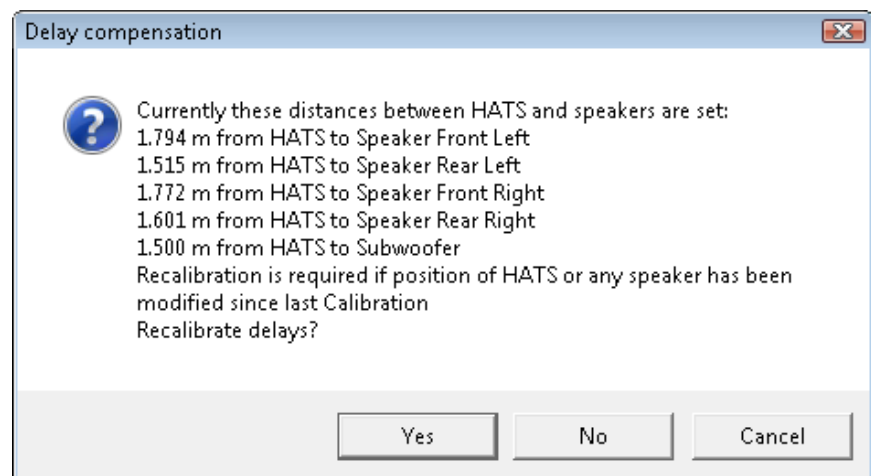 Delay compensation
Currently these distances between HATS and speakers are set:
1.794 m from HATS to Speaker Front Left
1.515 m from HATS to Speaker Rear Left
1.772 m from HATS to Speaker Front Right
1.601 m from HATS to Speaker Rear Right
1.500 m from HATS to Subwoofer
Recalibration is required if position of HATS or any speaker has been
modified since last Calibration
Recalibrate delays?
Yes No Cancel